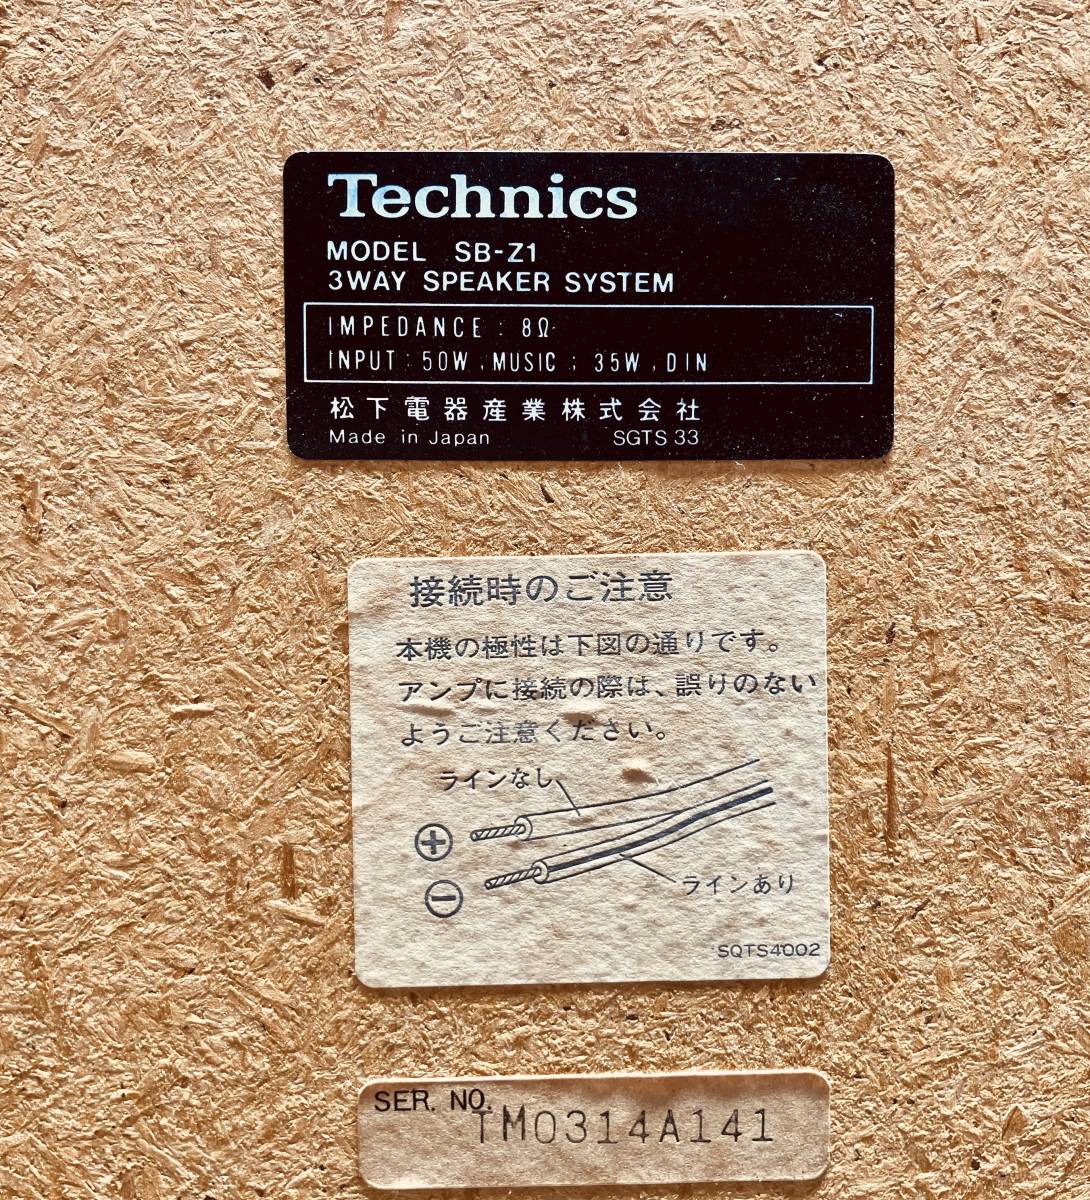 Technics
MODEL SB-Z1
3WAY SPEAKER SYSTEM
IMPEDANCE : 8Ω
INPUT : 50W , MUSIC ; 35W , DIN
松下電器産業株式会社
Made in Japan SGTS 33
接続時のご注意
本機の極性は下図の通りです。
アンプに接続の際は、誤りのない
ようご注意ください。
ラインなし
⊕
⊖
ラインあり
SQTS4002
SER. NO.
TM0314A141